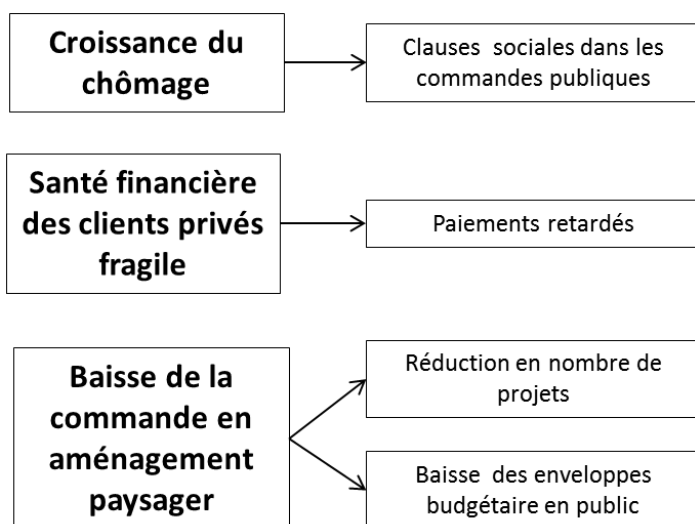 Croissance du
chômage
Clauses sociales dans les
commandes publiques
Santé financière
des clients privés
fragile
Paiements retardés
Baisse de la
commande en
aménagement
paysager
Réduction en nombre de
projets
Baisse des enveloppes
budgétaire en public